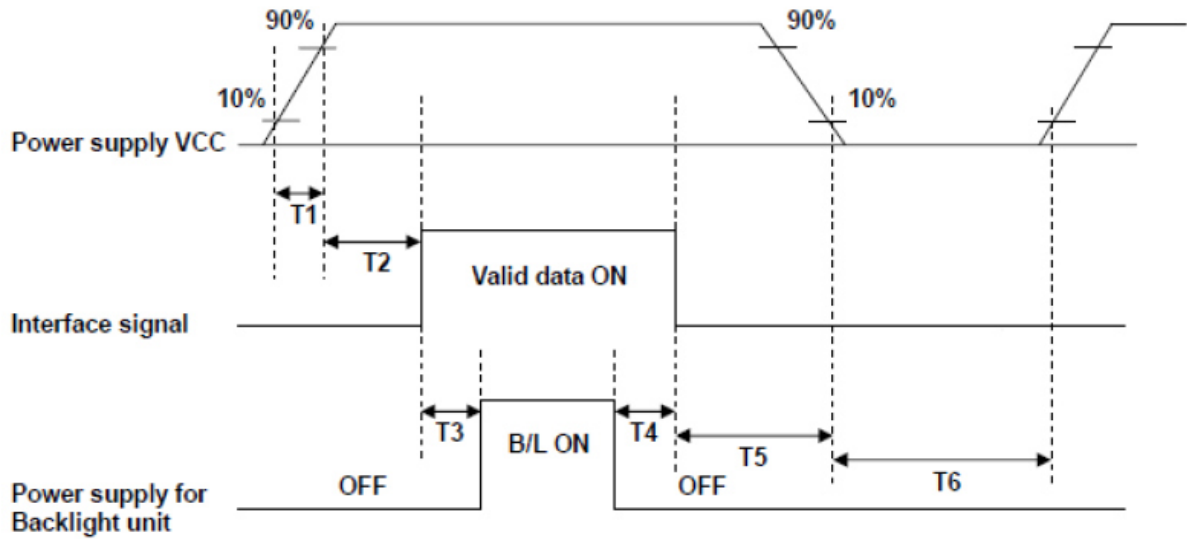 90%
90%
10%
10%
Power supply VCC
T1
T2
Valid data ON
Interface signal
T3
T4
B/L ON
T5
T6
OFF
OFF
Power supply for
Backlight unit